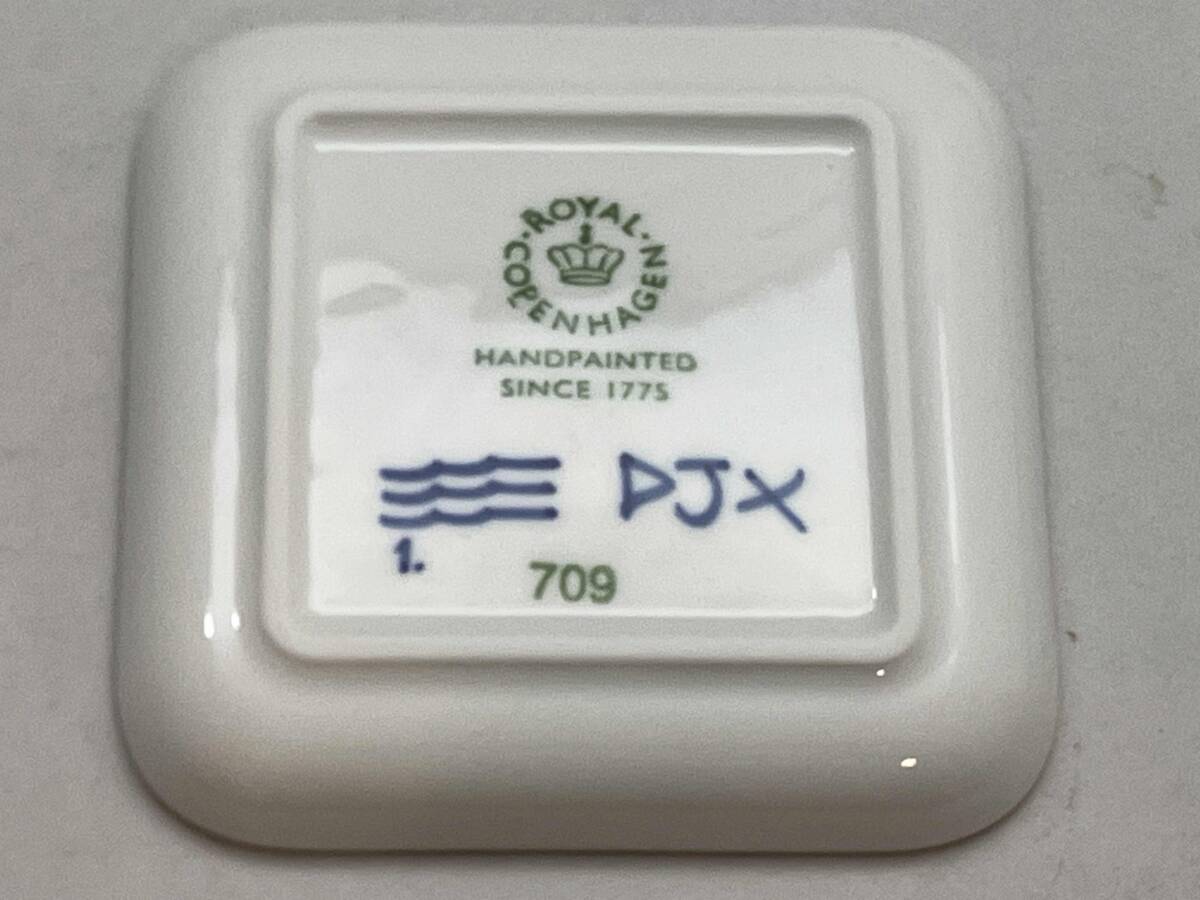 ·ROYAL·
COPENHAGEN
HANDPAINTED
SINCE 1775
DJX
1.
709